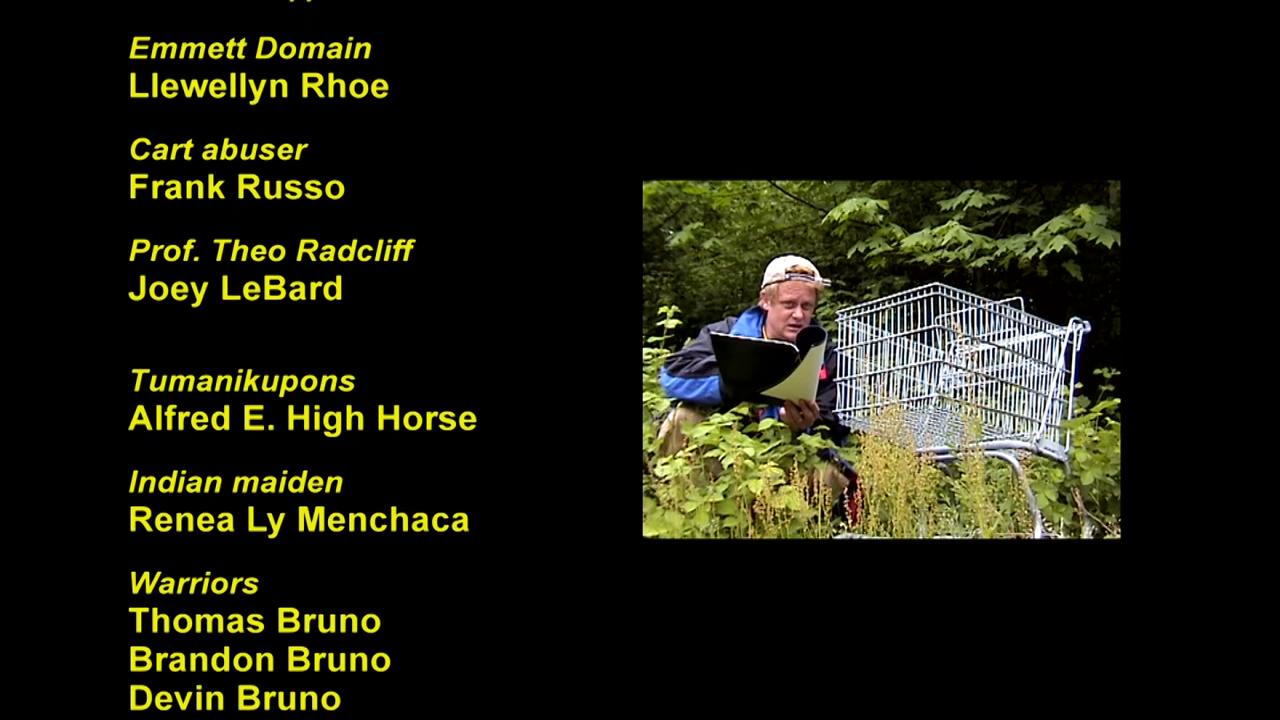 Emmett Domain
Llewellyn Rhoe
Cart abuser
Frank Russo
Prof. Theo Radcliff
Joey LeBard
Tumanikupons
Alfred E. High Horse
Indian maiden
Renea Ly Menchaca
Warriors
Thomas Bruno
Brandon Bruno
Devin Bruno